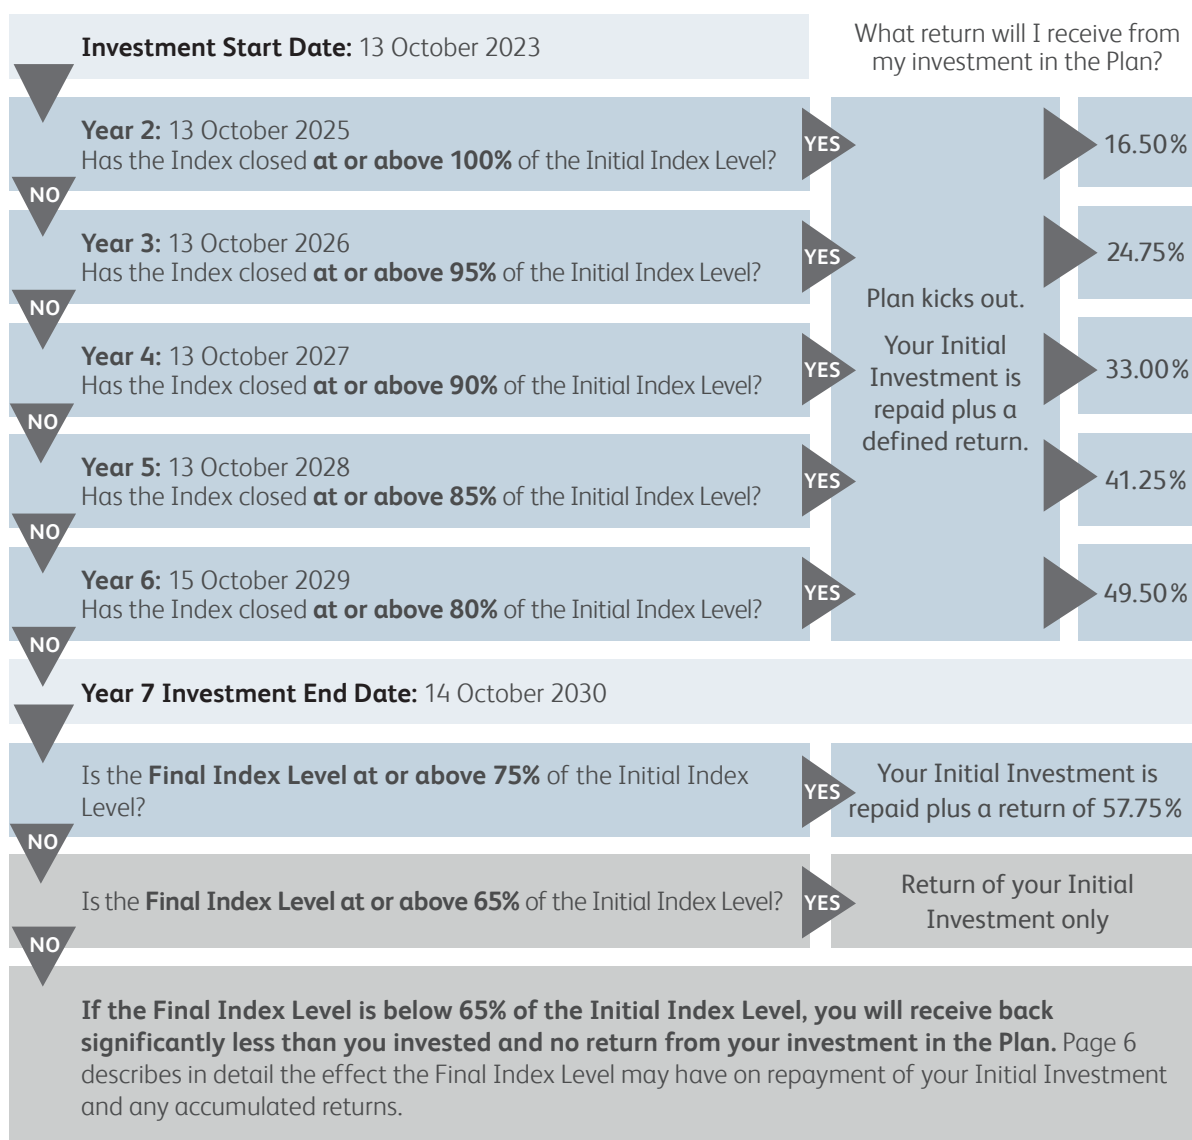 Investment Start Date: 13 October 2023
What return will I receive from
my investment in the Plan?
Year 2: 13 October 2025
Has the Index closed at or above 100% of the Initial Index Level?
YES
16.50%
NO
Year 3: 13 October 2026
Has the Index closed at or above 95% of the Initial Index Level?
YES
24.75%
NO
Plan kicks out.
Your Initial
Investment is
repaid plus a
defined return.
Year 4: 13 October 2027
Has the Index closed at or above 90% of the Initial Index Level?
YES
33.00%
NO
Year 5: 13 October 2028
Has the Index closed at or above 85% of the Initial Index Level?
YES
41.25%
NO
Year 6: 15 October 2029
Has the Index closed at or above 80% of the Initial Index Level?
YES
49.50%
NO
Year 7 Investment End Date: 14 October 2030
Is the Final Index Level at or above 75% of the Initial Index
Level?
YES
Your Initial Investment is
repaid plus a return of 57.75%
NO
Is the Final Index Level at or above 65% of the Initial Index Level?
YES
Return of your Initial
Investment only
NO
If the Final Index Level is below 65% of the Initial Index Level, you will receive back
significantly less than you invested and no return from your investment in the Plan. Page 6
describes in detail the effect the Final Index Level may have on repayment of your Initial Investment
and any accumulated returns.